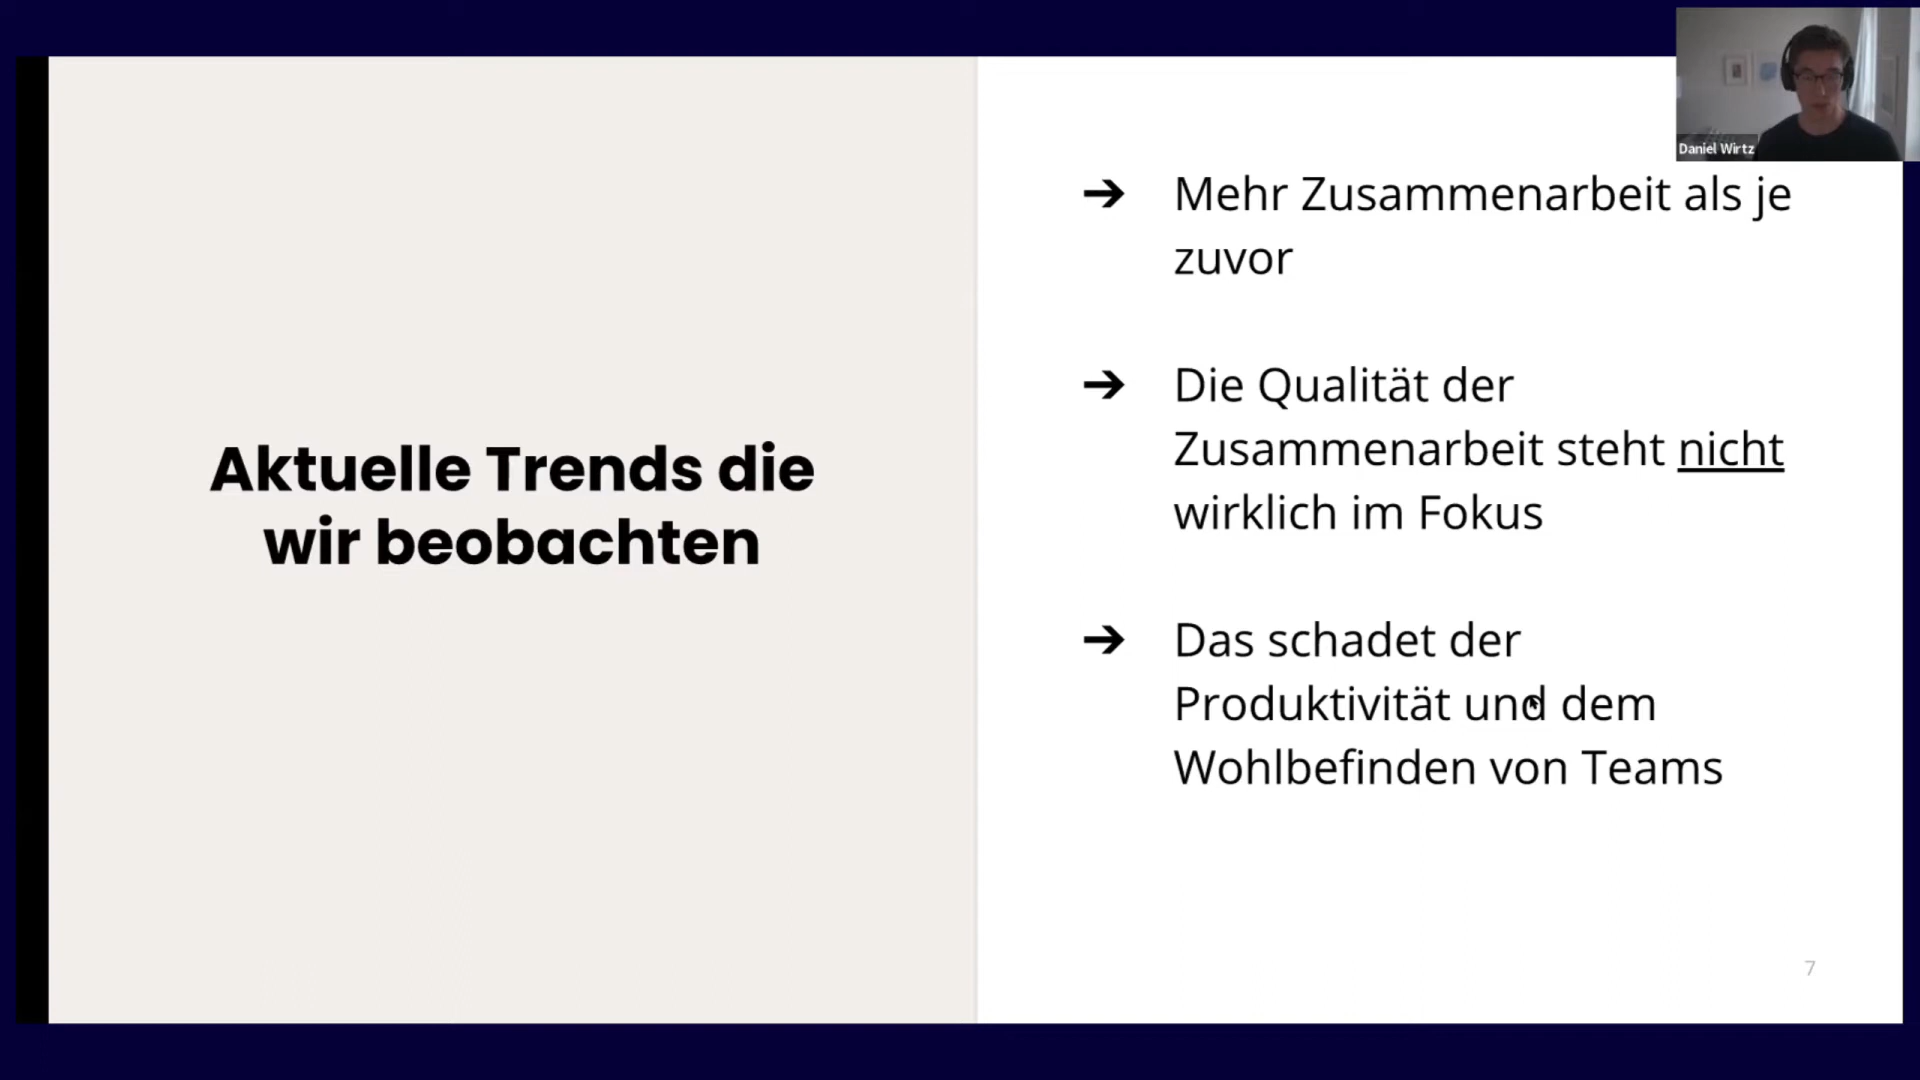 Daniel Wirtz
Aktuelle Trends die
wir beobachten
➔ Mehr Zusammenarbeit als je
zuvor
➔ Die Qualität der
Zusammenarbeit steht nicht
wirklich im Fokus
➔ Das schadet der
Produktivität und dem
Wohlbefinden von Teams
7